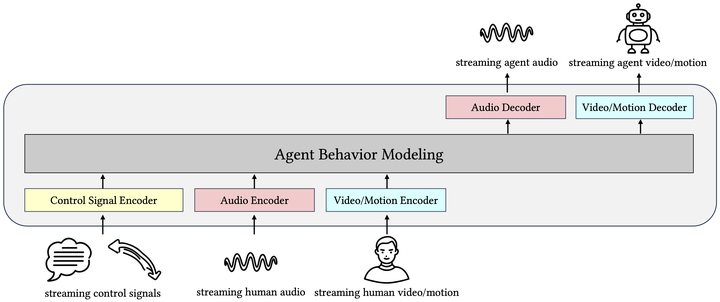 streaming agent audio
streaming agent video/motion
Audio Decoder
Video/Motion Decoder
Agent Behavior Modeling
Control Signal Encoder
Audio Encoder
Video/Motion Encoder
streaming control signals
streaming human audio
streaming human video/motion